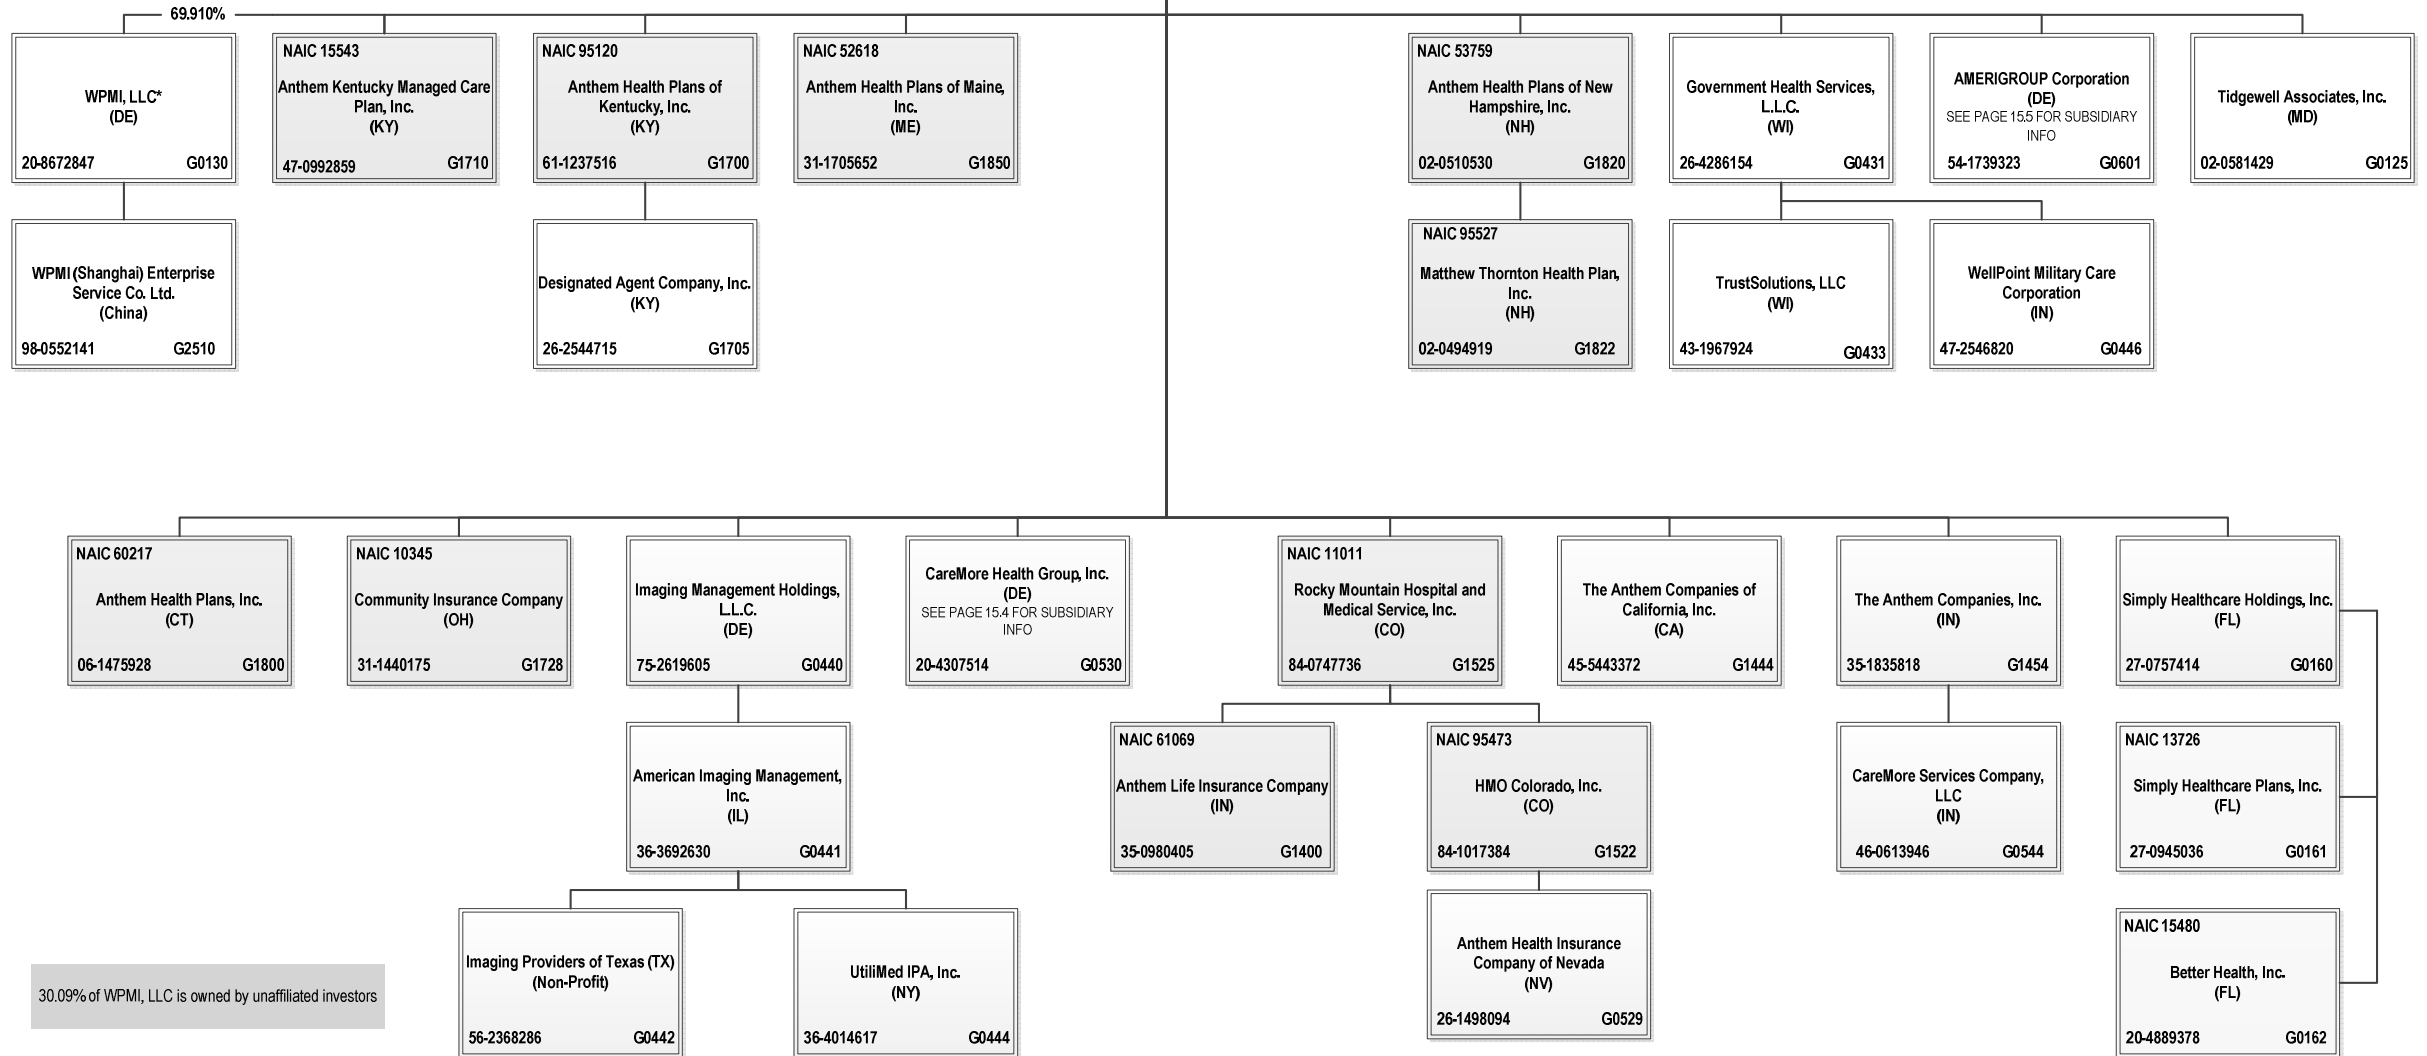 69.910%
WPMI, LLC*
(DE)
20-8672847 G0130
NAIC 15543
Anthem Kentucky Managed Care
Plan, Inc.
(KY)
47-0992859 G1710
NAIC 95120
Anthem Health Plans of
Kentucky, Inc.
(KY)
61-1237516 G1700
NAIC 52618
Anthem Health Plans of Maine,
Inc.
(ME)
31-1705652 G1850
NAIC 53759
Anthem Health Plans of New
Hampshire, Inc.
(NH)
02-0510530 G1820
Government Health Services,
L.L.C.
(WI)
26-4286154 G0431
AMERIGROUP Corporation
(DE)
SEE PAGE 15.5 FOR SUBSIDIARY
INFO
54-1739323 G0601
Tidgewell Associates, Inc.
(MD)
02-0581429 G0125
WPMI (Shanghai) Enterprise
Service Co. Ltd.
(China)
98-0552141 G2510
Designated Agent Company, Inc.
(KY)
26-2544715 G1705
NAIC 95527
Matthew Thornton Health Plan,
Inc.
(NH)
02-0494919 G1822
TrustSolutions, LLC
(WI)
43-1967924 G0433
WellPoint Military Care
Corporation
(IN)
47-2546820 G0446
NAIC 60217
Anthem Health Plans, Inc.
(CT)
06-1475928 G1800
NAIC 10345
Community Insurance Company
(OH)
31-1440175 G1728
Imaging Management Holdings,
L.L.C.
(DE)
75-2619605 G0440
CareMore Health Group, Inc.
(DE)
SEE PAGE 15.4 FOR SUBSIDIARY
INFO
20-4307514 G0530
NAIC 11011
Rocky Mountain Hospital and
Medical Service, Inc.
(CO)
84-0747736 G1525
The Anthem Companies of
California, Inc.
(CA)
45-5443372 G1444
The Anthem Companies, Inc.
(IN)
35-1835818 G1454
Simply Healthcare Holdings, Inc.
(FL)
27-0757414 G0160
American Imaging Management,
Inc.
(IL)
36-3692630 G0441
NAIC 61069
Anthem Life Insurance Company
(IN)
35-0980405 G1400
NAIC 95473
HMO Colorado, Inc.
(CO)
84-1017384 G1522
CareMore Services Company,
LLC
(IN)
46-0613946 G0544
NAIC 13726
Simply Healthcare Plans, Inc.
(FL)
27-0945036 G0161
Imaging Providers of Texas (TX)
(Non-Profit)
56-2368286 G0442
UtiliMed IPA, Inc.
(NY)
36-4014617 G0444
Anthem Health Insurance
Company of Nevada
(NV)
26-1498094 G0529
NAIC 15480
Better Health, Inc.
(FL)
20-4889378 G0162
30.09% of WPMI, LLC is owned by unaffiliated investors